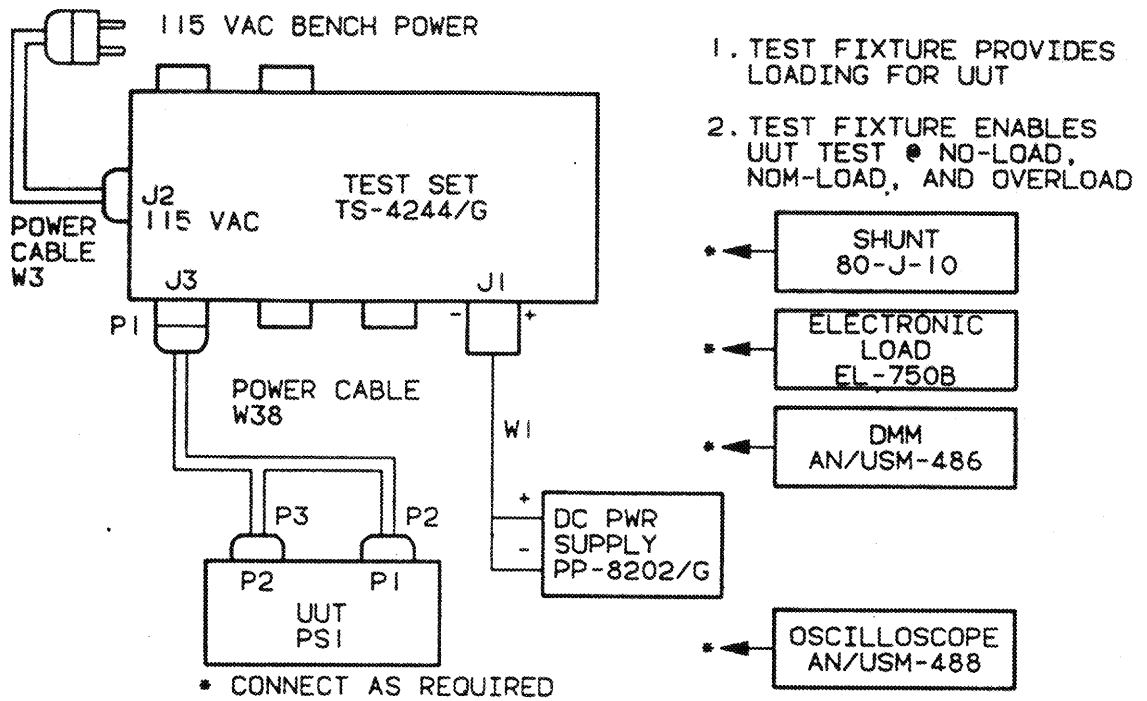 115 VAC BENCH POWER
1. TEST FIXTURE PROVIDES
LOADING FOR UUT
2. TEST FIXTURE ENABLES
UUT TEST @ NO-LOAD,
NOM-LOAD, AND OVERLOAD
J2
115 VAC
TEST SET
TS-4244/G
POWER
CABLE
W3
J3
J1
P1
- +
POWER CABLE
W38
W1
* SHUNT
80-J-10
* ELECTRONIC
LOAD
EL-750B
* DMM
AN/USM-486
P3
P2
P2
P1
UUT
PS1
+
-
DC PWR
SUPPLY
PP-8202/G
* OSCILLOSCOPE
AN/USM-488
* CONNECT AS REQUIRED